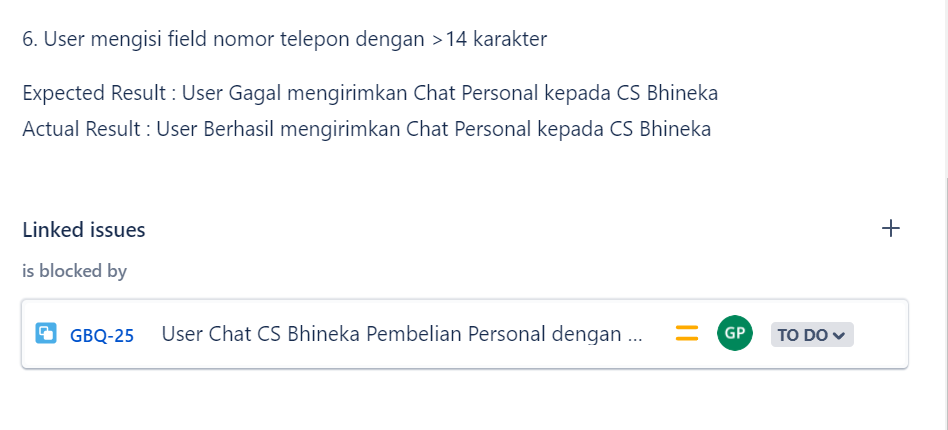 6. User mengisi field nomor telepon dengan >14 karakter
Expected Result : User Gagal mengirimkan Chat Personal kepada CS Bhineka
Actual Result : User Berhasil mengirimkan Chat Personal kepada CS Bhineka
Linked issues
is blocked by
GBQ-25 User Chat CS Bhineka Pembelian Personal dengan ... GP TO DO